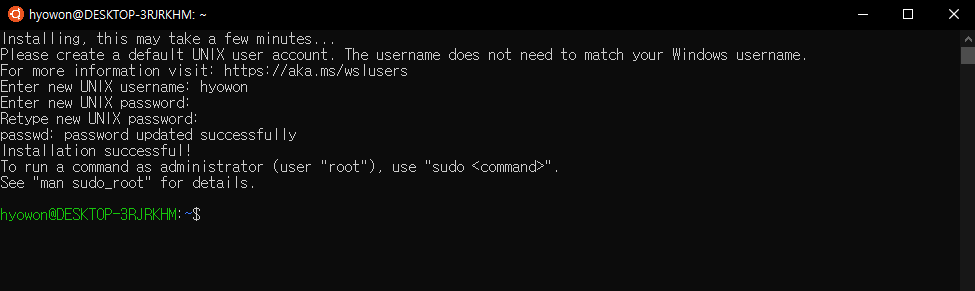 hyowon@DESKTOP-3RJRKHM: ~
Installing, this may take a few minutes...
Please create a default UNIX user account. The username does not need to match your Windows username.
For more information visit: https://aka.ms/wslusers
Enter new UNIX username: hyowon
Enter new UNIX password:
Retype new UNIX password:
passwd: password updated successfully
Installation successful!
To run a command as administrator (user "root"), use "sudo <command>".
See "man sudo_root" for details.
hyowon@DESKTOP-3RJRKHM:~$